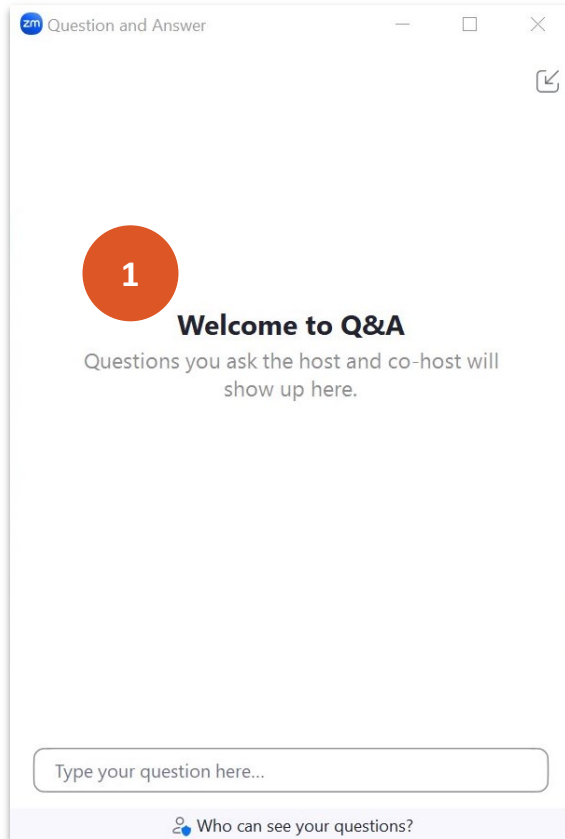 zm Question and Answer
1
Welcome to Q&A
Questions you ask the host and co-host will
show up here.
Type your question here...
Who can see your questions?